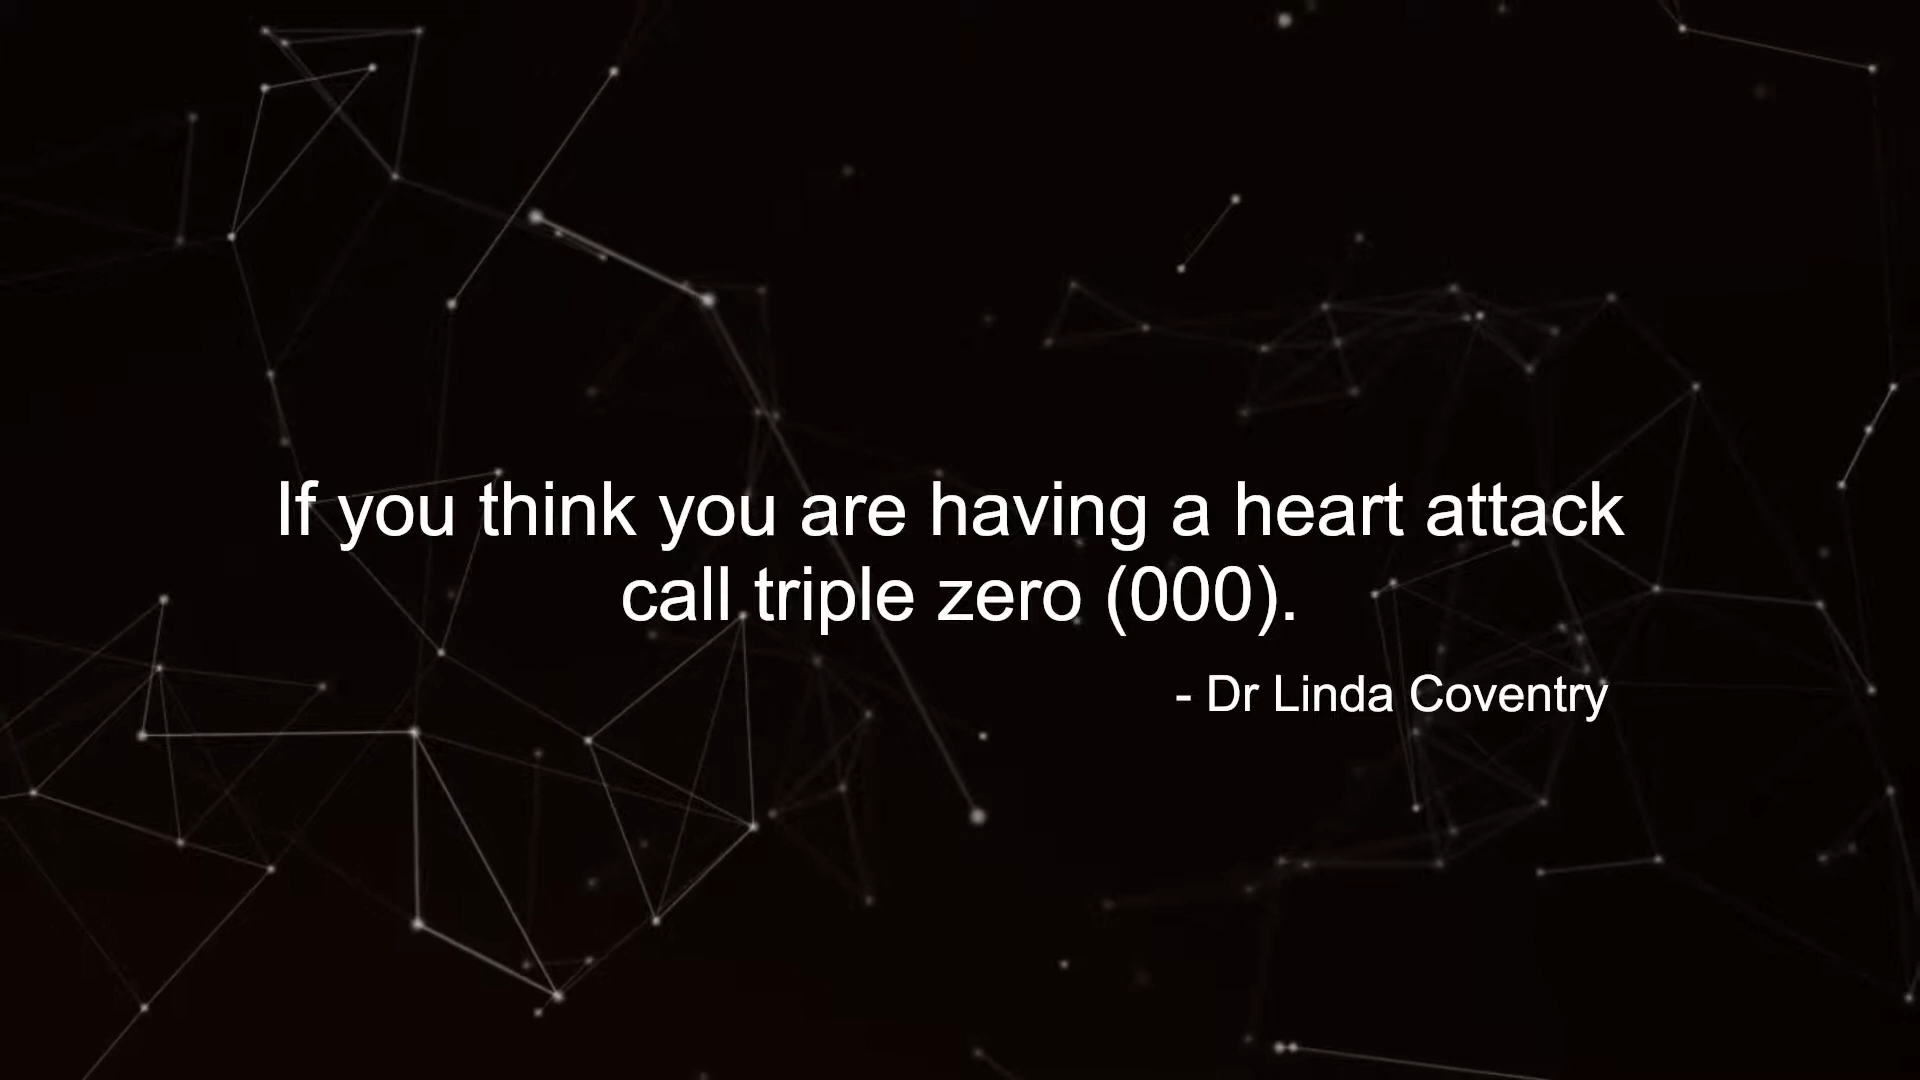 If you think you are having a heart attack
call triple zero (000).
- Dr Linda Coventry